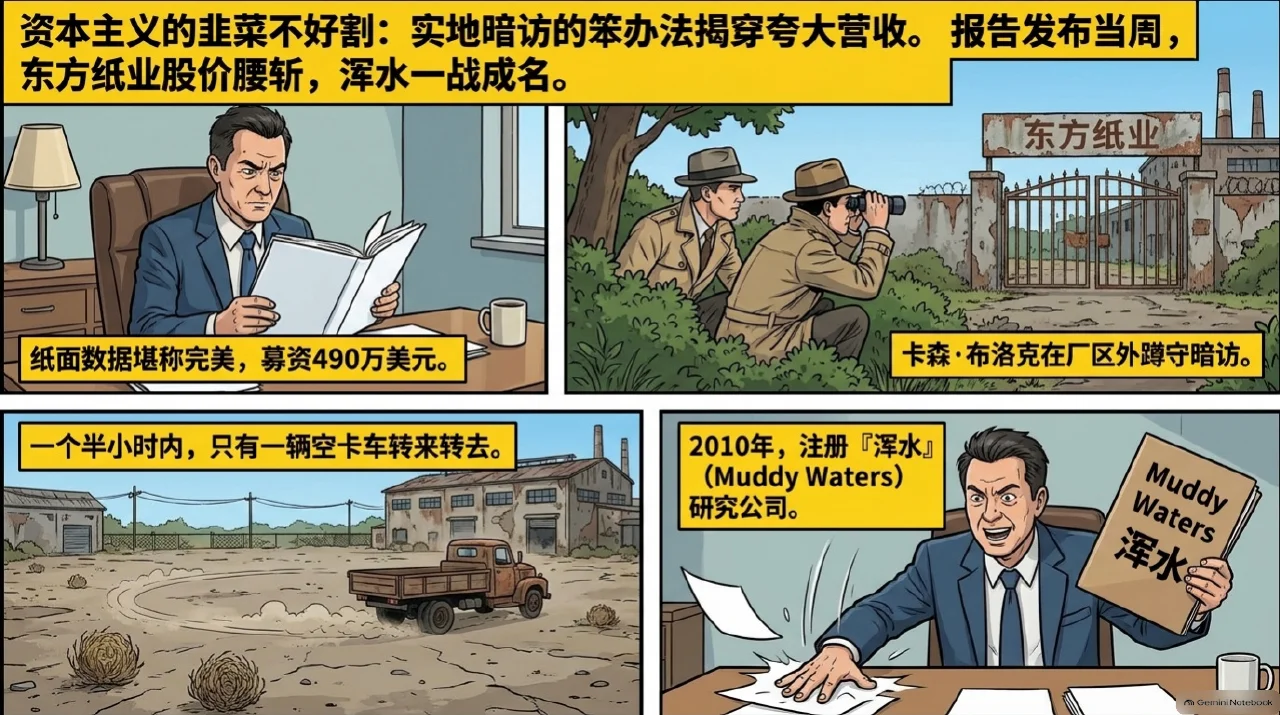 资本主义的韭菜不好割：实地暗访的笨办法揭穿夸大营收。 报告发布当周，
东方纸业股价腰斩，浑水一战成名。
纸面数据堪称完美，募资490万美元。
东方纸业
卡森·布洛克在厂区外蹲守暗访。
一个半小时内，只有一辆空卡车转来转去。
2010年，注册『浑水』
（Muddy Waters）
研究公司。
Muddy
Waters
浑水
Gemini Notebook